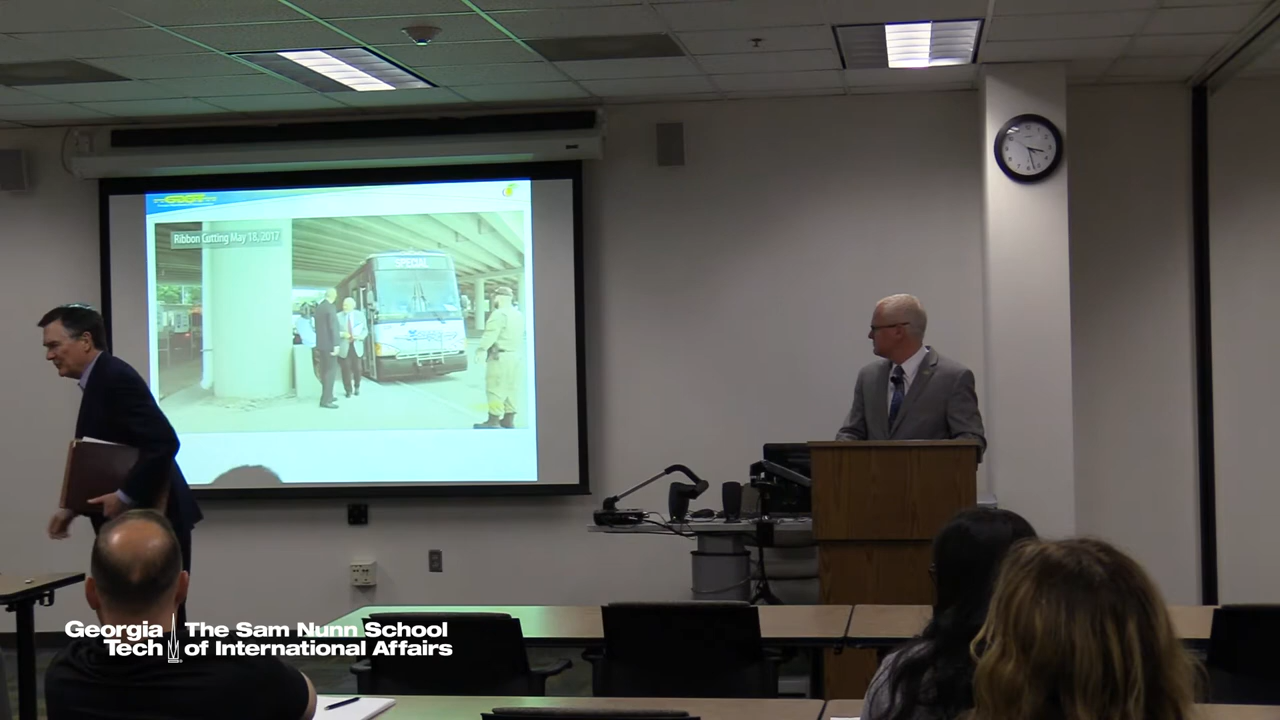 Ribbon Cutting May 18, 2017
SPECIAL
Georgia Tech
The Sam Nunn School
of International Affairs